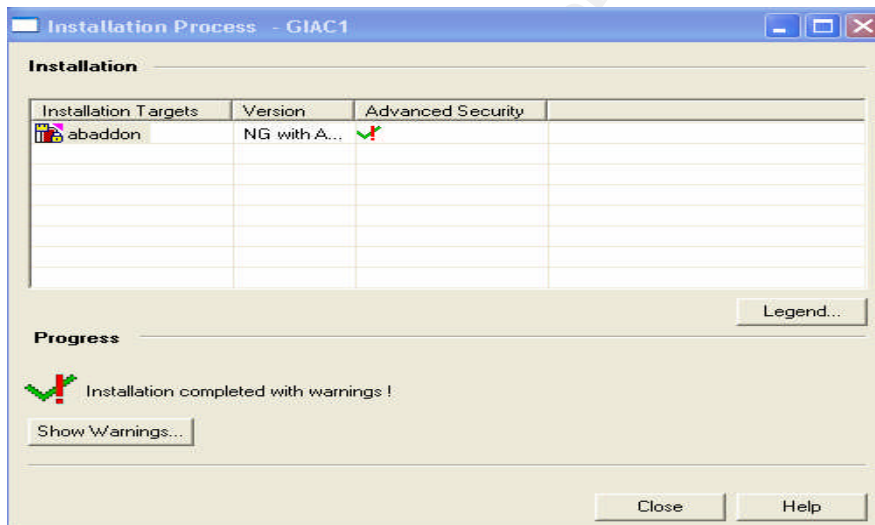 Installation Process - GIAC1
Installation
Installation Targets Version Advanced Security
abaddon NG with A...
Legend...
Progress
Installation completed with warnings !
Show Warnings...
Close Help